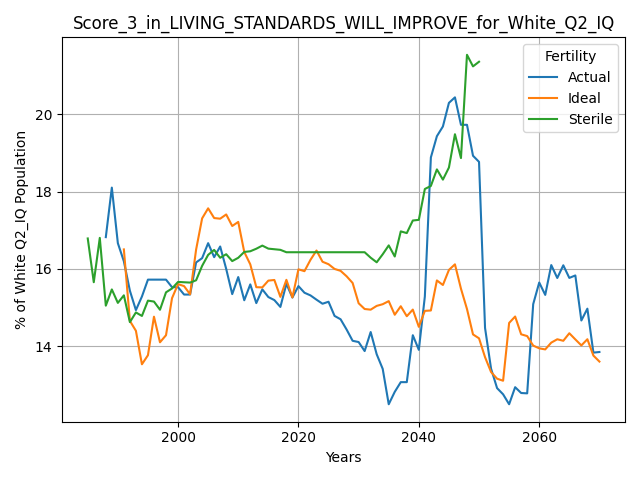 Score_3_in_LIVING_STANDARDS_WILL_IMPROVE_for_White_Q2_IQ
Fertility
Actual
Ideal
Sterile
% of White Q2_IQ Population
20
18
16
14
2000
2020
2040
2060
Years